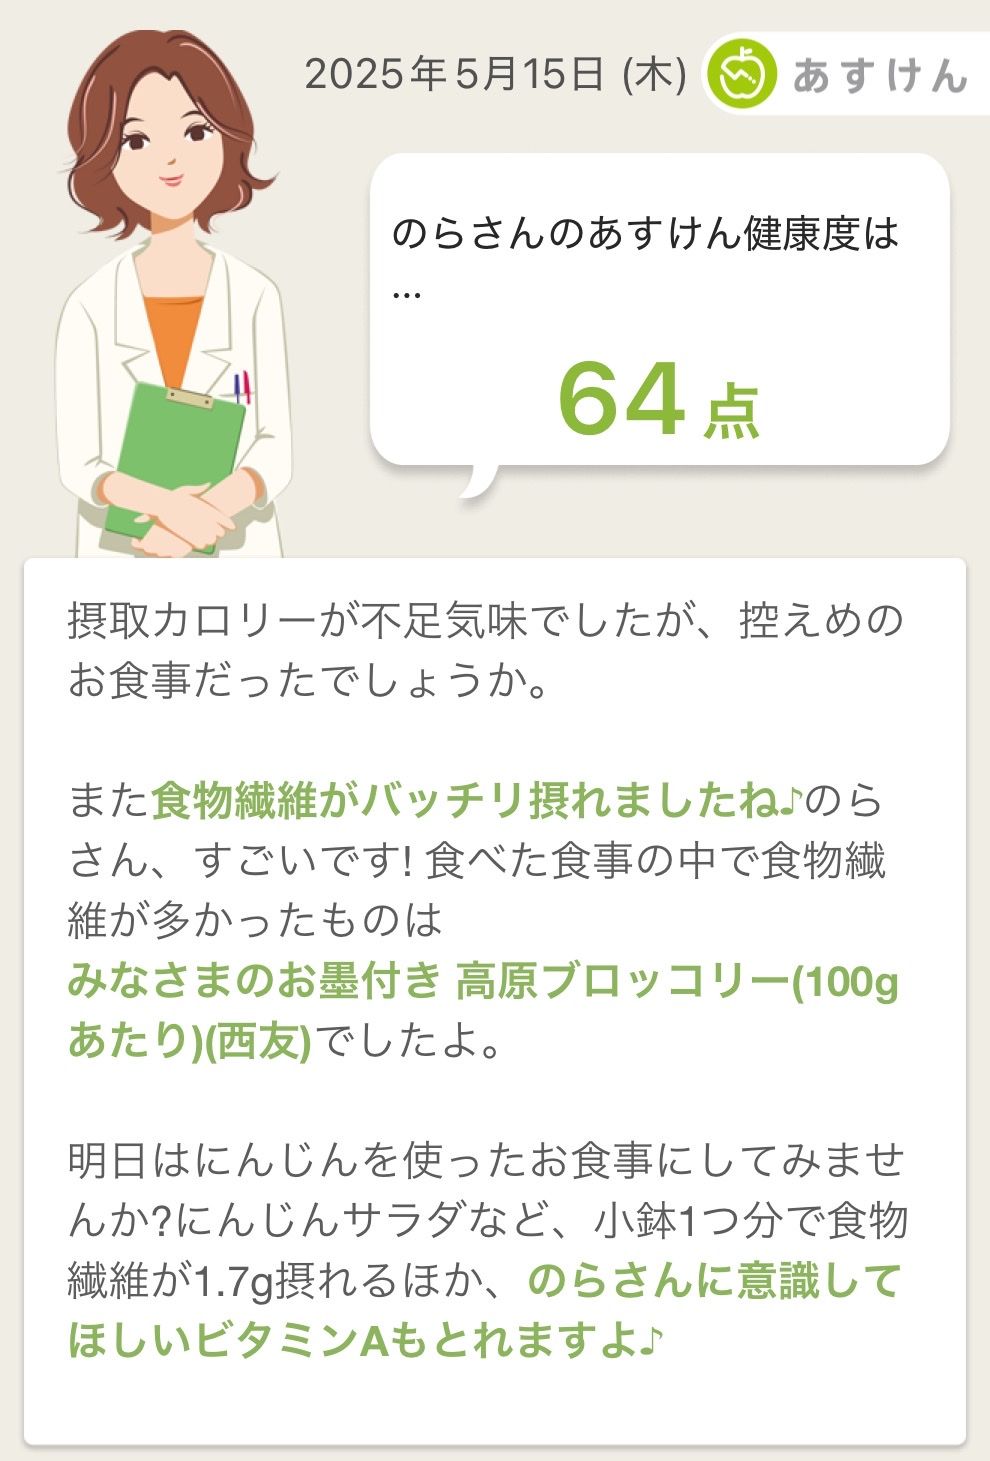 2025年5月15日 (木)
あすけん
のらさんのあすけん健康度は
...
64点
摂取カロリーが不足気味でしたが、控えめの
お食事だったでしょうか。
また食物繊維がバッチリ摂れましたね♪のら
さん、すごいです! 食べた食事の中で食物繊
維が多かったものは
みなさまのお墨付き 高原ブロッコリー(100g
あたり)(西友)でしたよ。
明日はにんじんを使ったお食事にしてみませ
んか?にんじんサラダなど、小鉢1つ分で食物
繊維が1.7g摂れるほか、のらさんに意識して
ほしいビタミンAもとれますよ♪